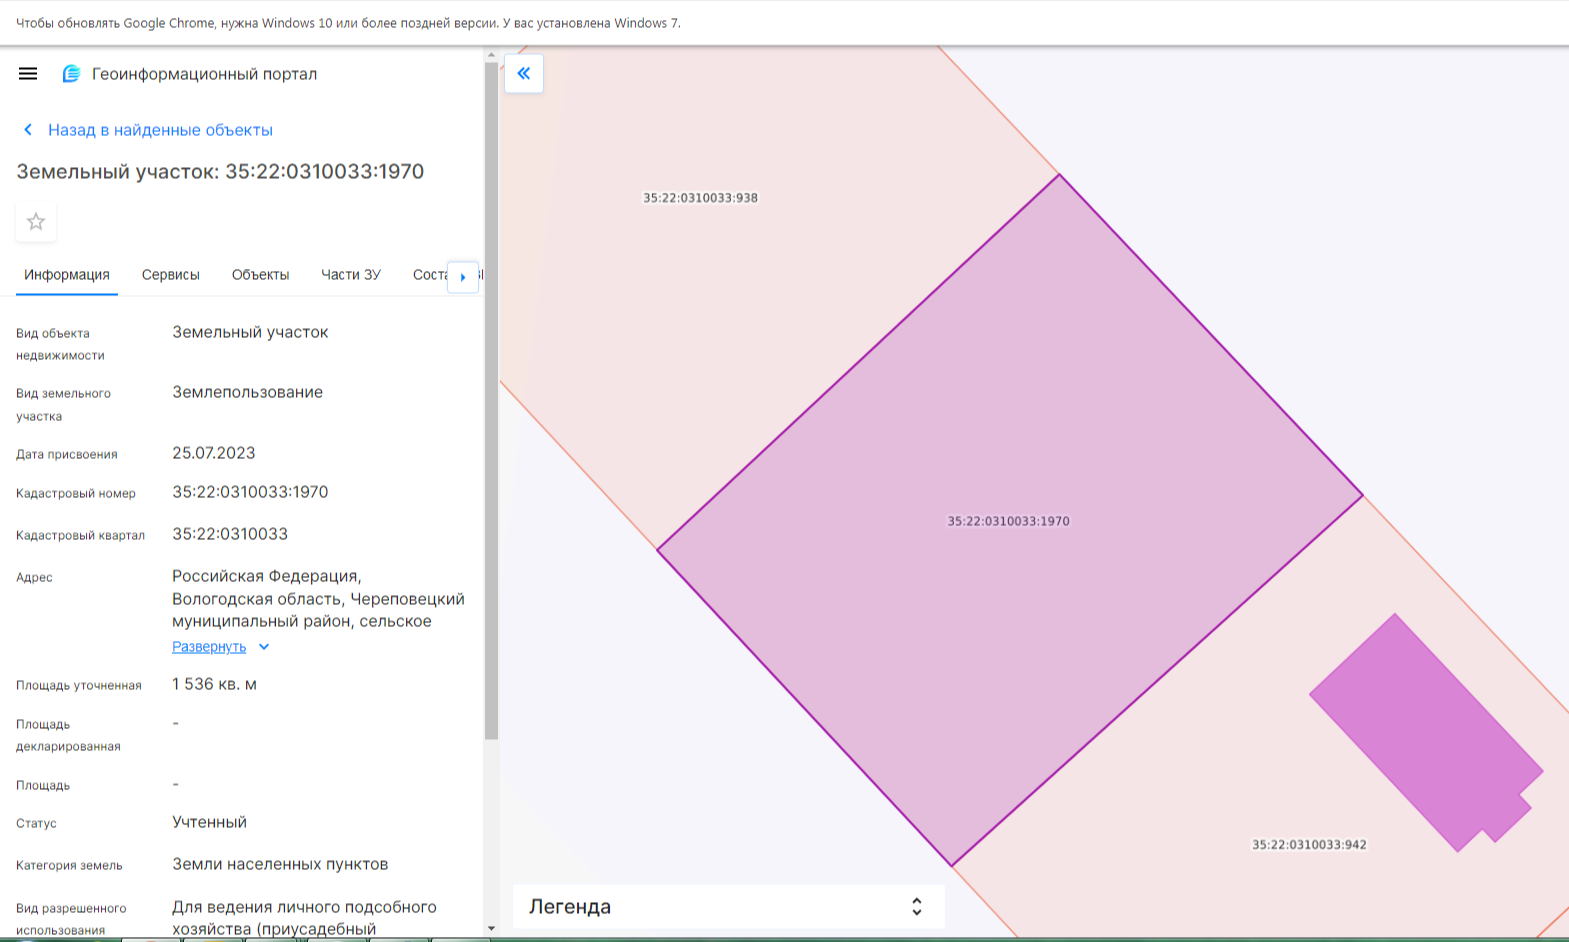 Чтобы обновлять Google Chrome, нужна Windows 10 или более поздней версии. У вас установлена Windows 7.
Геоинформационный портал
Назад в найденные объекты
Земельный участок: 35:22:0310033:1970
Информация Сервисы Объекты Части ЗУ
Вид объекта недвижимости
Земельный участок
Вид земельного участка
Землепользование
Дата присвоения
25.07.2023
Кадастровый номер
35:22:0310033:1970
Кадастровый квартал
35:22:0310033
Адрес
Российская Федерация,
Вологодская область, Череповецкий
муниципальный район, сельское
Развернуть
Площадь уточненная
1 536 кв. м
Площадь декларированная
-
Площадь
-
Статус
Учтенный
Категория земель
Земли населенных пунктов
Вид разрешенного использования
Для ведения личного подсобного
хозяйства (приусадебный
35:22:0310033:938
35:22:0310033:1970
35:22:0310033:942
Легенда